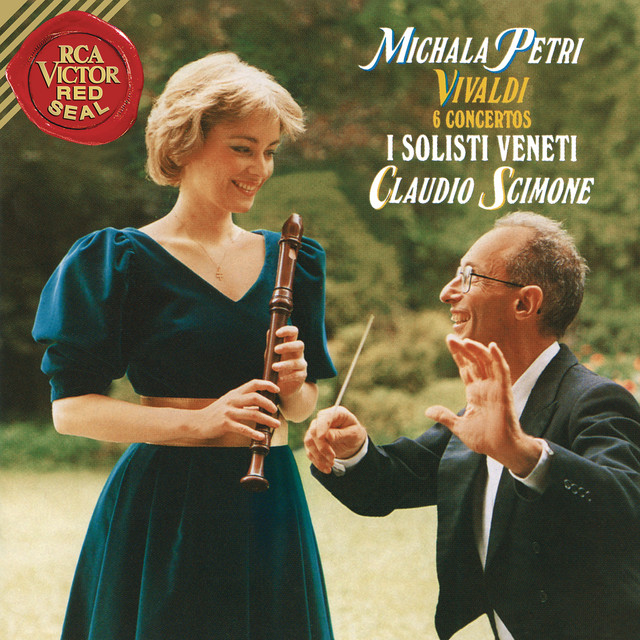 RCA
VICTOR
RED
SEAL
MICHALA PETRI
VIVALDI
6 CONCERTOS
I SOLISTI VENETI
CLAUDIO SCIMONE